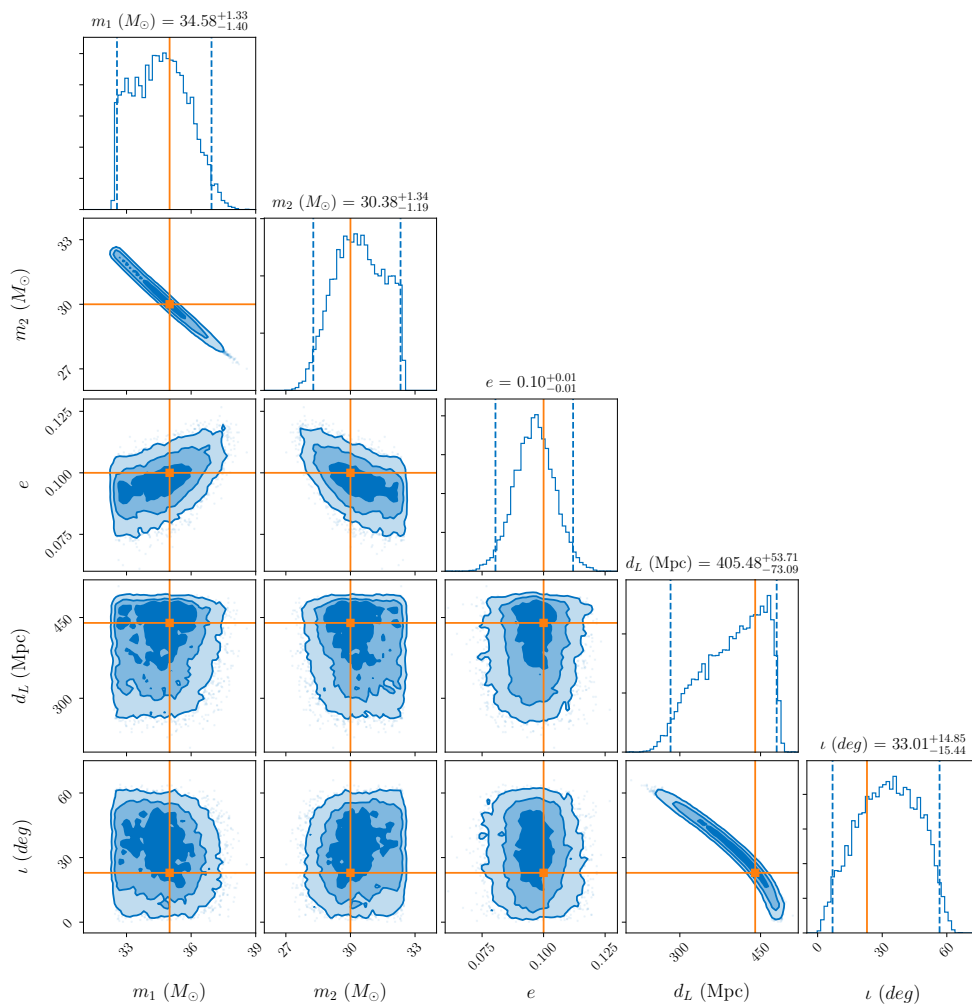 m₁ (M⊙) = 34.58⁺¹·³³₋₁.₄₀
m₂ (M⊙) = 30.38⁺¹·³⁴₋₁.₁₉
33
30
27
m₂ (M⊙)
e = 0.10⁺⁰·⁰¹₋₀.₀₁
0.125
0.100
0.075
e
d_L (Mpc) = 405.48⁺⁵³·⁷¹₋₇₃.₀₉
450
300
d_L (Mpc)
ι (deg) = 33.01⁺¹⁴·⁸⁵₋₁₅.₄₄
60
30
0
ι (deg)
33 36 39 27 30 33 0.075 0.100 0.125 300 450 0 30 60
m₁ (M⊙) m₂ (M⊙) e d_L (Mpc) ι (deg)